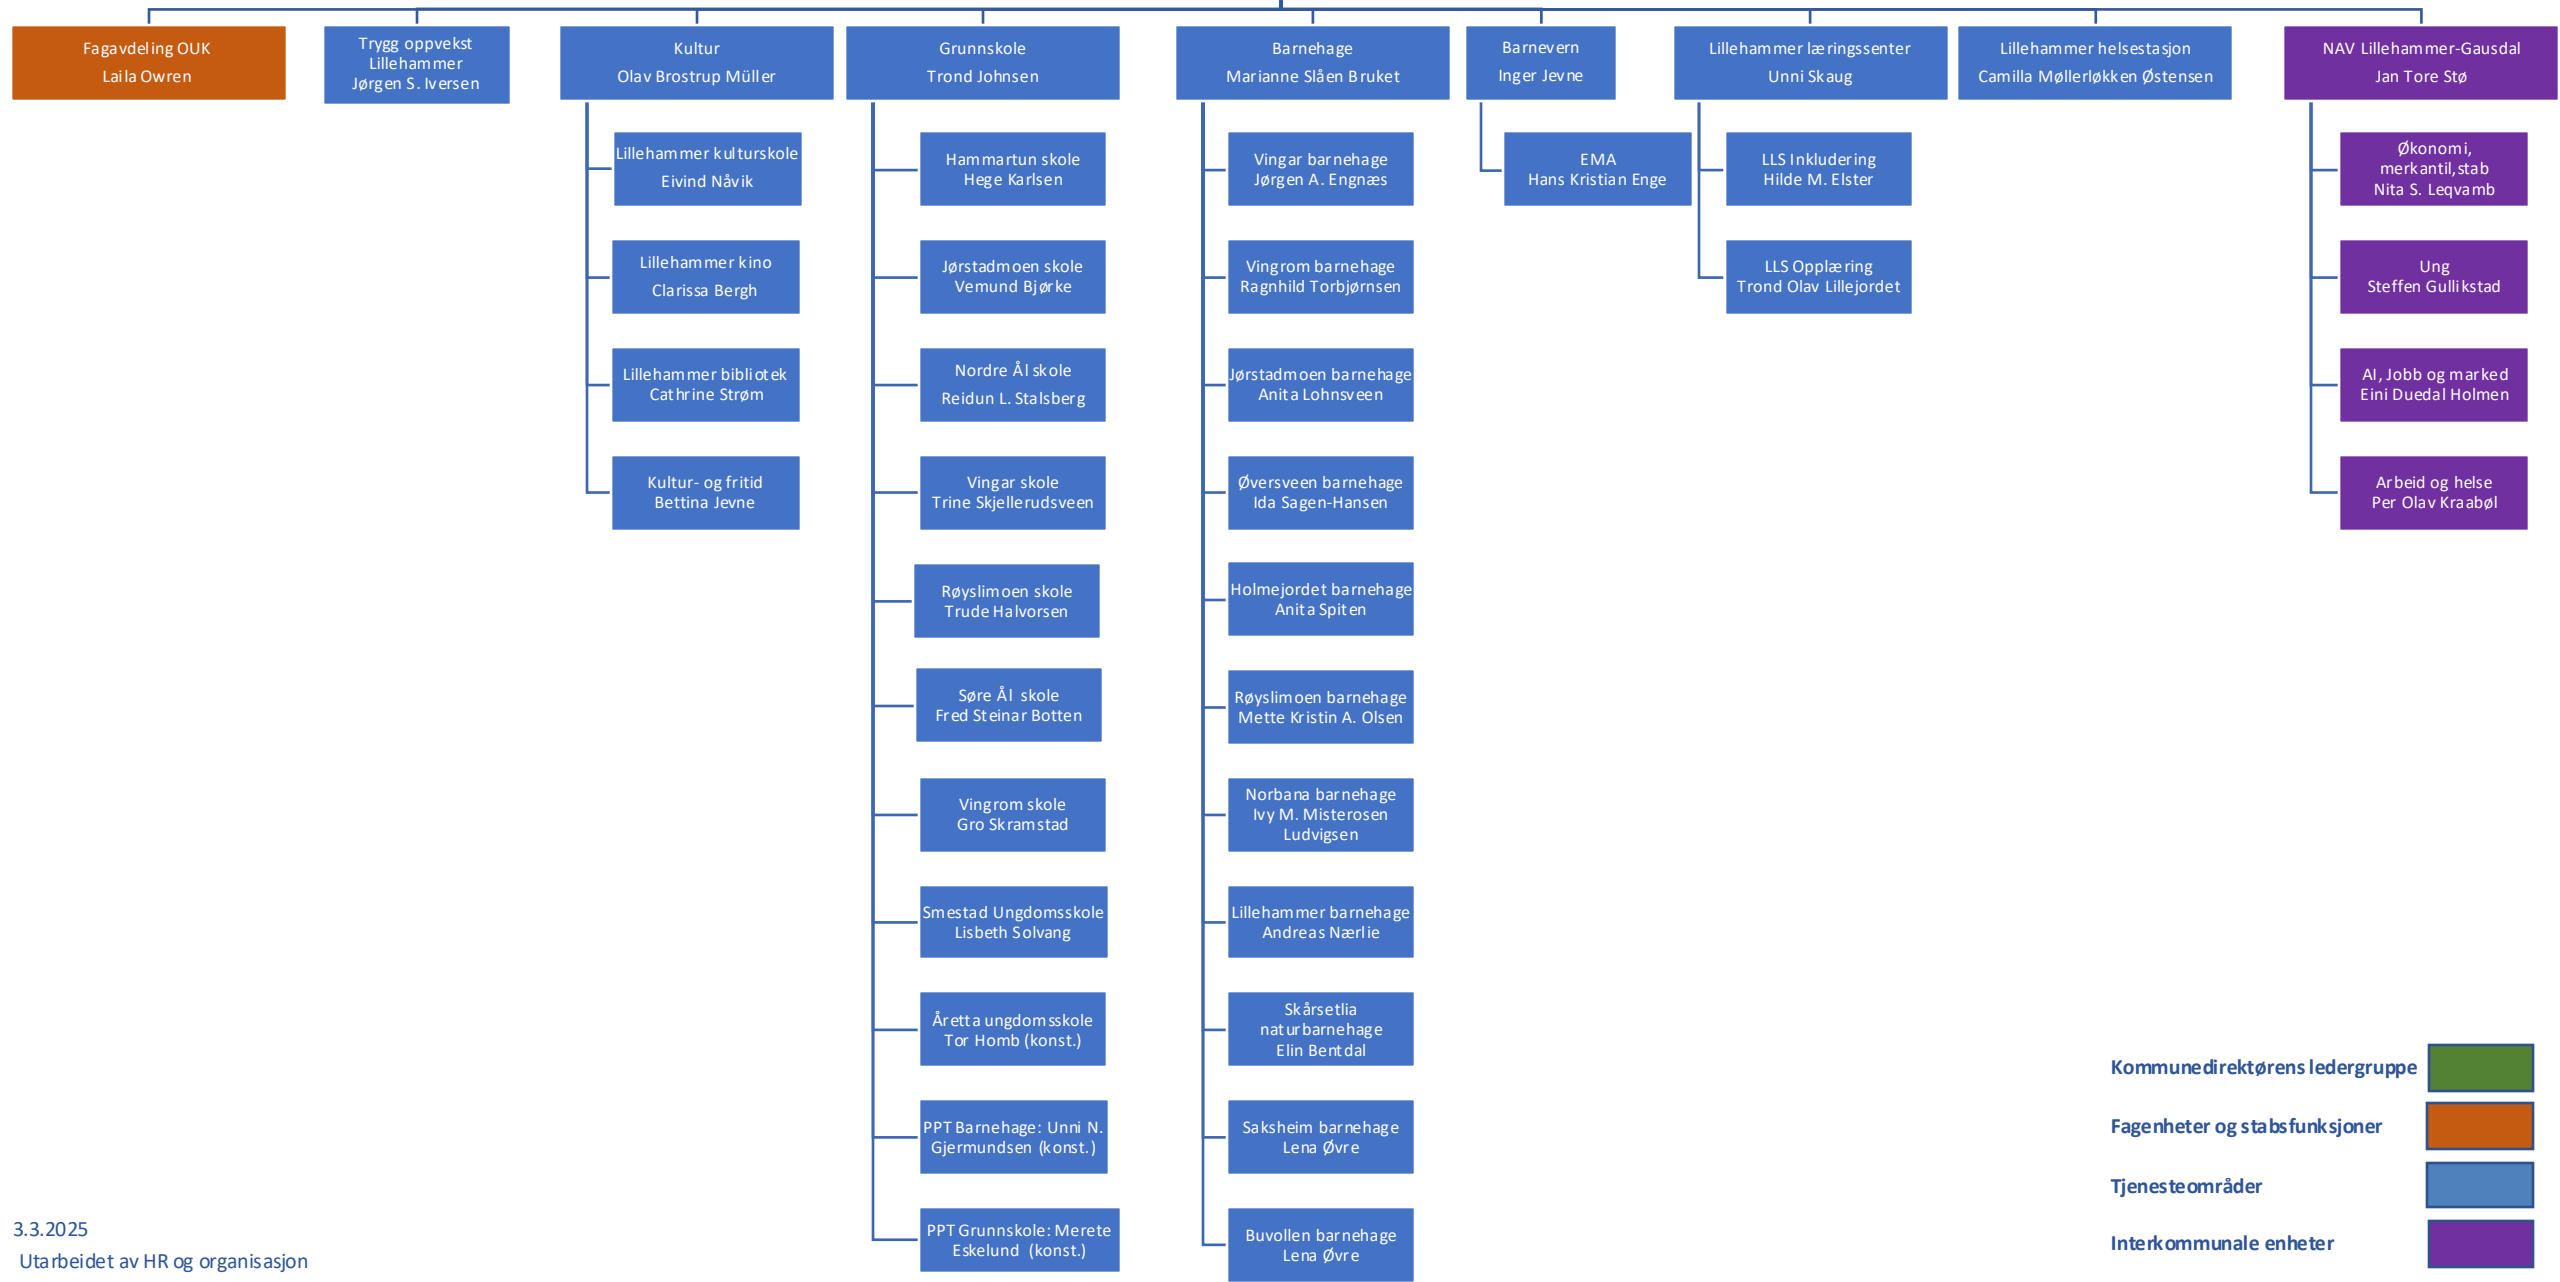 Fagavdeling OUK
Laila Owren
Trygg oppvekst
Lillehammer
Jørgen S. Iversen
Kultur
Olav Brostrup Müller
Lillehammer kulturskole
Eivind Nåvik
Lillehammer kino
Clarissa Bergh
Lillehammer bibliotek
Cathrine Strøm
Kultur- og fritid
Bettina Jevne
Grunnskole
Trond Johnsen
Hammartun skole
Hege Karlsen
Jørstadmoen skole
Vemund Bjørke
Nordre Ål skole
Reidun L. Stalsberg
Vingar skole
Trine Skjellerudsveen
Røyslimoen skole
Trude Halvorsen
Søre Ål skole
Fred Steinar Botten
Vingrom skole
Gro Skramstad
Smestad Ungdomsskole
Lisbeth Solvang
Åretta ungdomsskole
Tor Homb (konst.)
PPT Barnehage: Unni N.
Gjermundsen (konst.)
PPT Grunnskole: Merete
Eskelund (konst.)
Barnehage
Marianne Slåen Bruket
Vingar barnehage
Jørgen A. Engnæs
Vingrom barnehage
Ragnhild Torbjørnsen
Jørstadmoen barnehage
Anita Lohnsveen
Øversveen barnehage
Ida Sagen-Hansen
Holmejordet barnehage
Anita Spiten
Røyslimoen barnehage
Mette Kristin A. Olsen
Norbana barnehage
Ivy M. Misterosen
Ludvigsen
Lillehammer barnehage
Andreas Nærlie
Skårsetlia
naturbarnehage
Elin Bentdal
Saksheim barnehage
Lena Øvre
Buvollen barnehage
Lena Øvre
Barnevern
Inger Jevne
EMA
Hans Kristian Enge
Lillehammer læringssenter
Unni Skaug
LLS Inkludering
Hilde M. Elster
LLS Opplæring
Trond Olav Lillejordet
Lillehammer helsestasjon
Camilla Møllerløkken Østensen
NAV Lillehammer-Gausdal
Jan Tore Stø
Økonomi,
merkantil,stab
Nita S. Leqvamb
Ung
Steffen Gullikstad
AI, Jobb og marked
Eini Duedal Holmen
Arbeid og helse
Per Olav Kraabøl
Kommunedirektørens ledergruppe
Fagenheter og stabsfunksjoner
Tjenesteområder
Interkommunale enheter
3.3.2025
Utarbeidet av HR og organisasjon